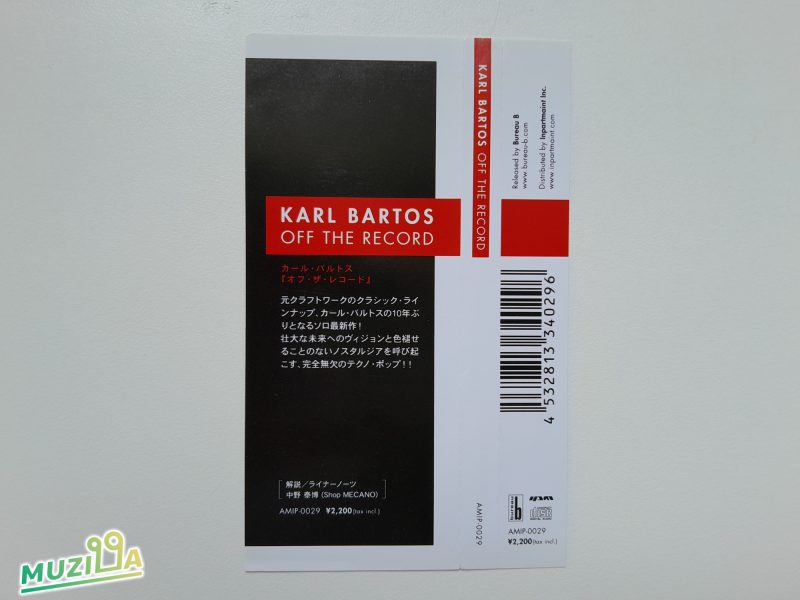 KARL BARTOS
OFF THE RECORD
カール・バルトス
『オフ・ザ・レコード』
元クラフトワークのクラシック・ライ
ンナップ、カール・バルトスの10年ぶ
りとなるソロ最新作!
壮大な未来へのヴィジョンと色褪せ
ることのないノスタルジアを呼び起
こす、完全無欠のテクノ・ポップ!!
解説/ライナーノーツ
中野 泰博(Shop MECANO)
AMIP-0029 ¥2,200(tax incl.)
KARL BARTOS OFF THE RECORD
AMIP-0029
Released by Bureau B
www.bureau-b.com
Distributed by Inpartmaint Inc.
www.inpartmaint.com
4 532813 340296
bureau b
COMPACT disc
DIGITAL AUDIO
AMIP-0029
¥2,200(tax incl.)
MUZILLA